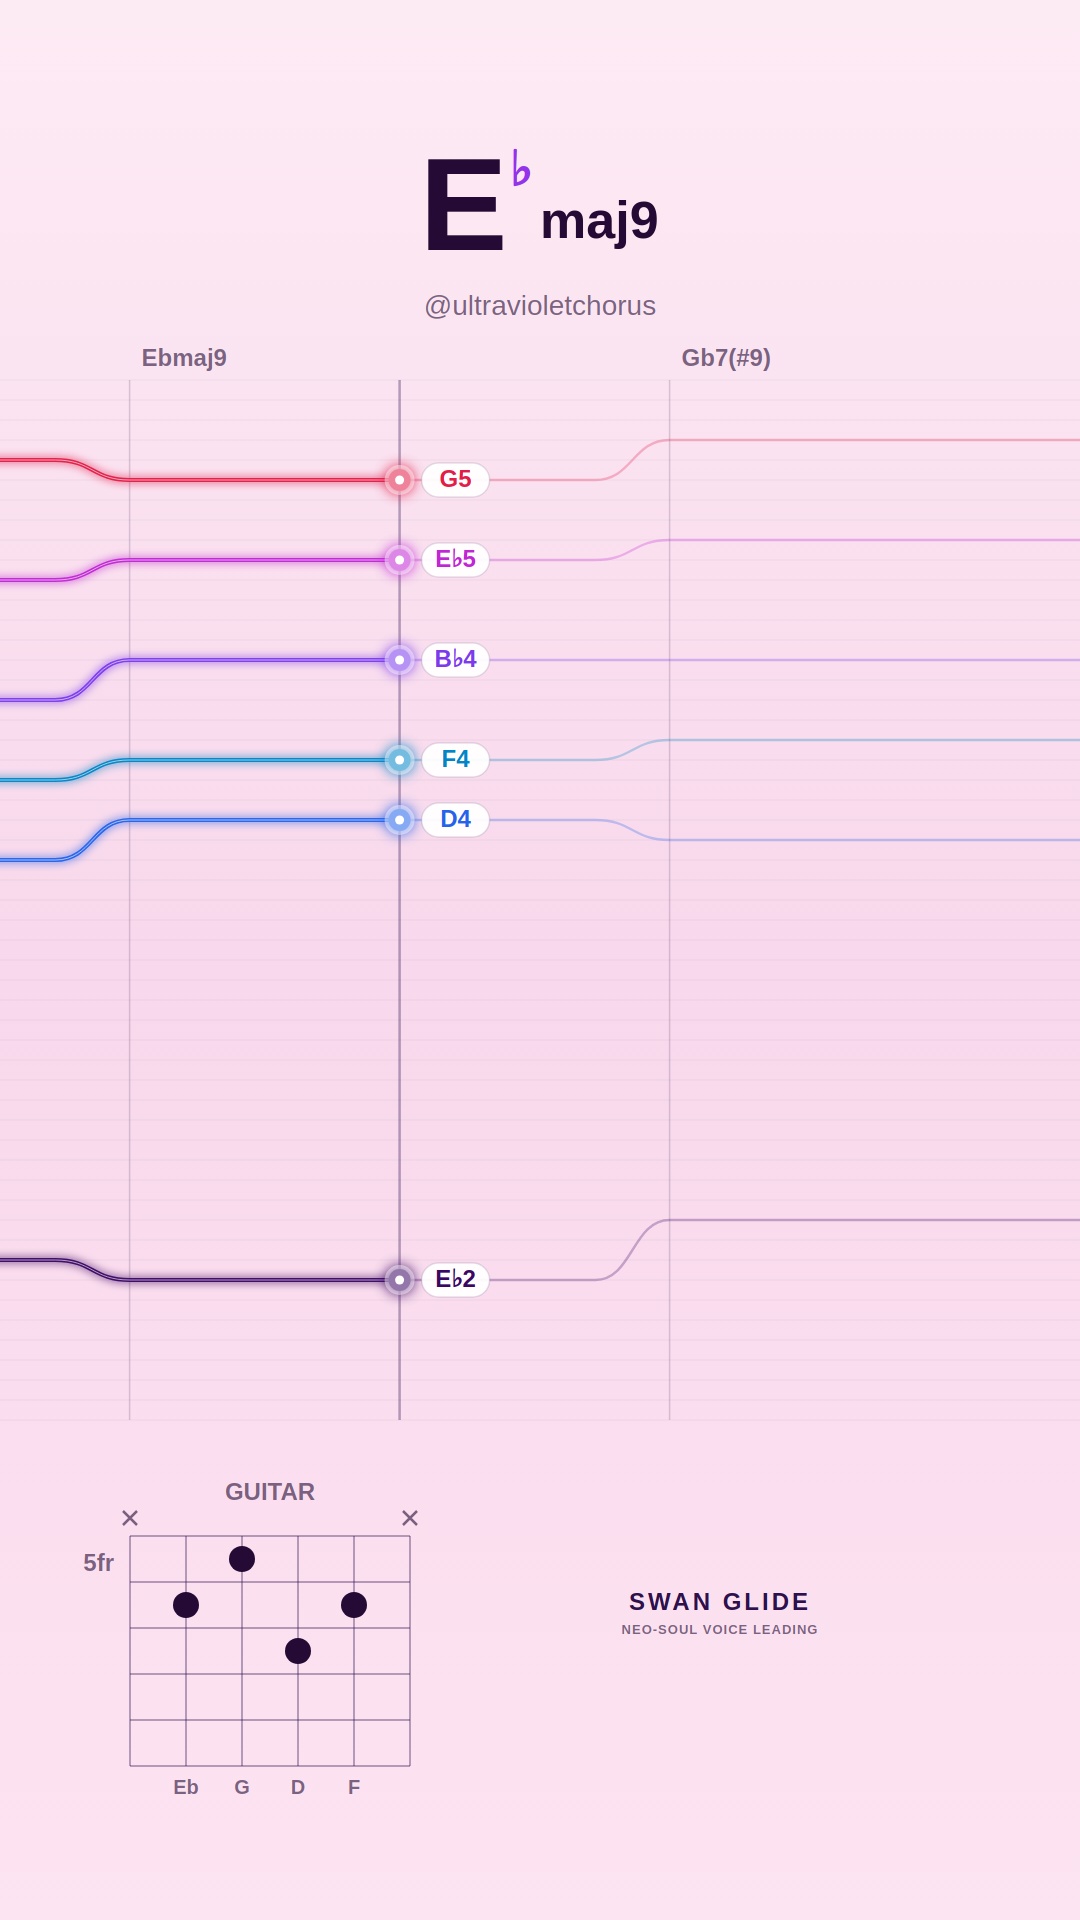 E♭maj9
@ultravioletchorus
Ebmaj9 Gb7(#9)
G5
E♭5
B♭4
F4
D4
E♭2
GUITAR
× ×
5fr
SWAN GLIDE
NEO-SOUL VOICE LEADING
Eb G D F